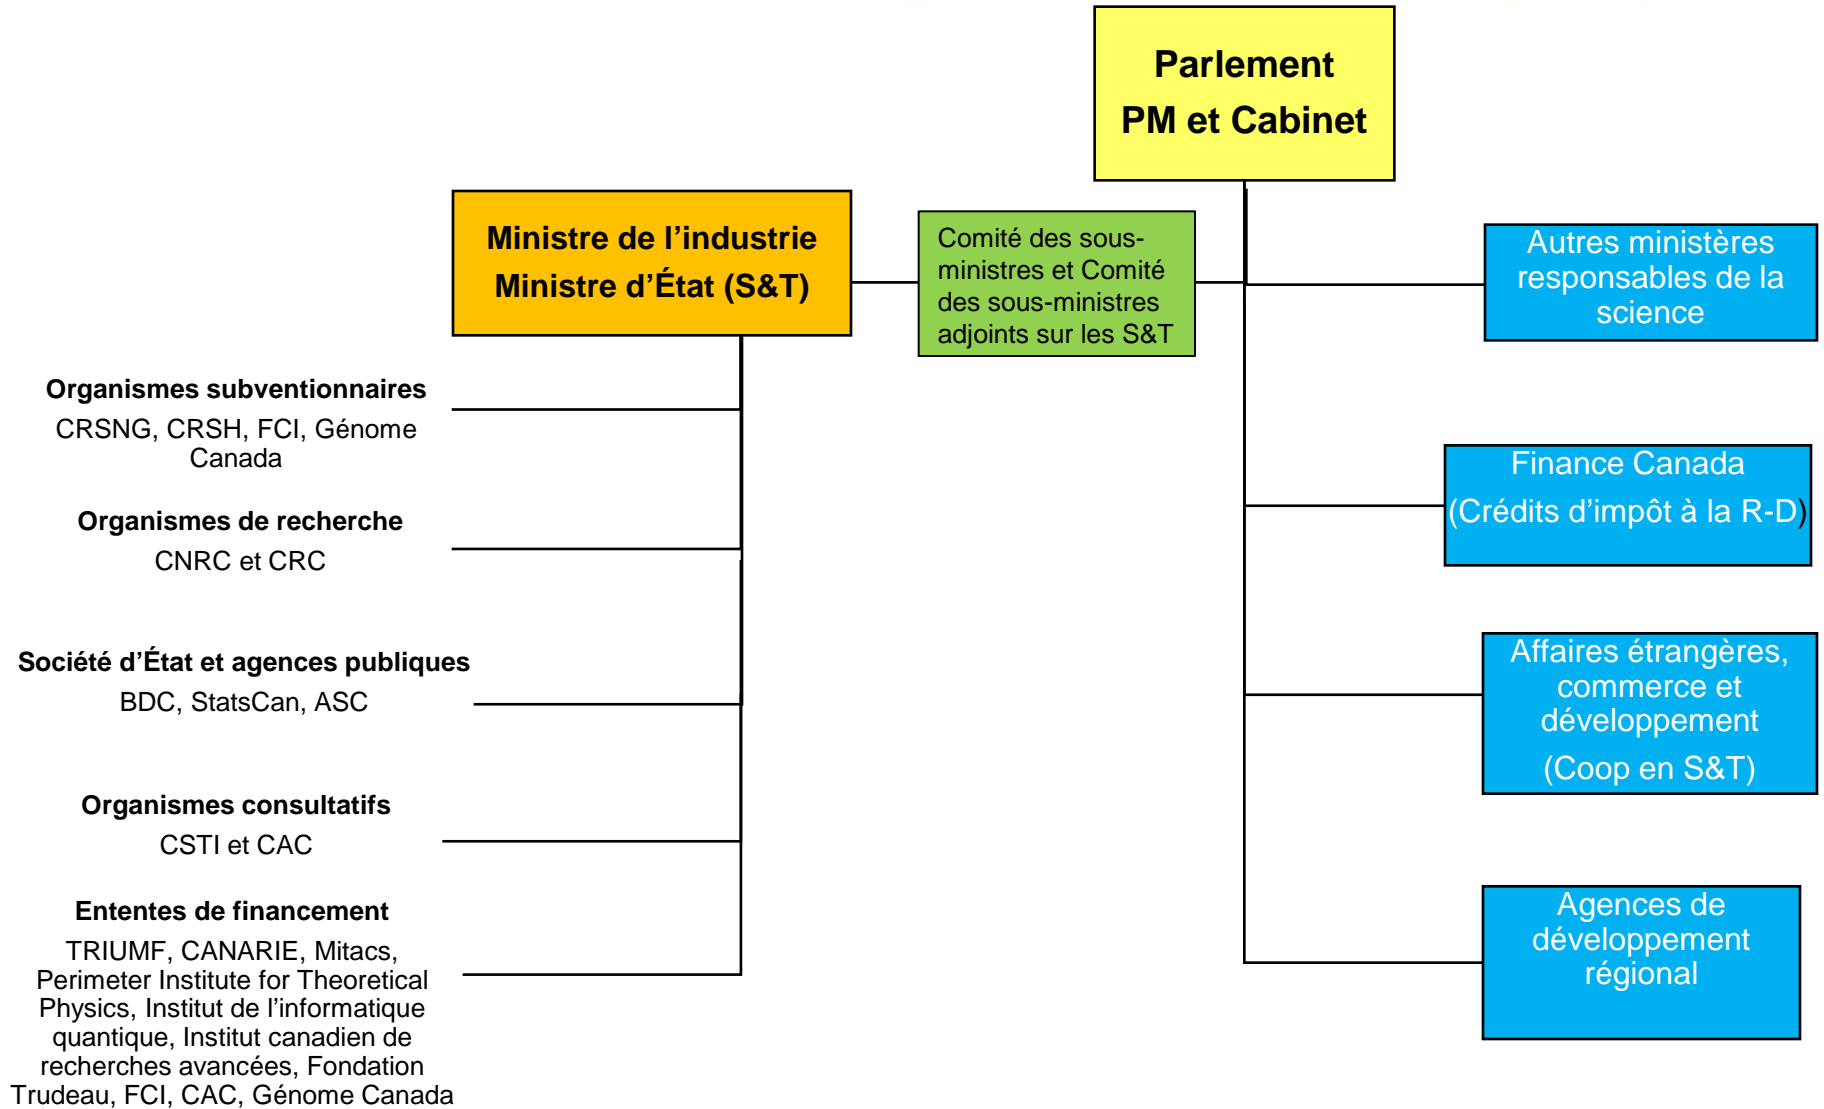 Parlement
PM et Cabinet
Ministre de l’industrie
Ministre d’État (S&T)
Comité des sous-
ministres et Comité
des sous-ministres
adjoints sur les S&T
Autres ministères
responsables de la
science
Organismes subventionnaires
CRSNG, CRSH, FCI, Génome
Canada
Finance Canada
(Crédits d’impôt à la R-D)
Organismes de recherche
CNRC et CRC
Société d’État et agences publiques
BDC, StatsCan, ASC
Affaires étrangères,
commerce et
développement
(Coop en S&T)
Organismes consultatifs
CSTI et CAC
Ententes de financement
TRIUMF, CANARIE, Mitacs,
Perimeter Institute for Theoretical
Physics, Institut de l’informatique
quantique, Institut canadien de
recherches avancées, Fondation
Trudeau, FCI, CAC, Génome Canada
Agences de
développement
régional